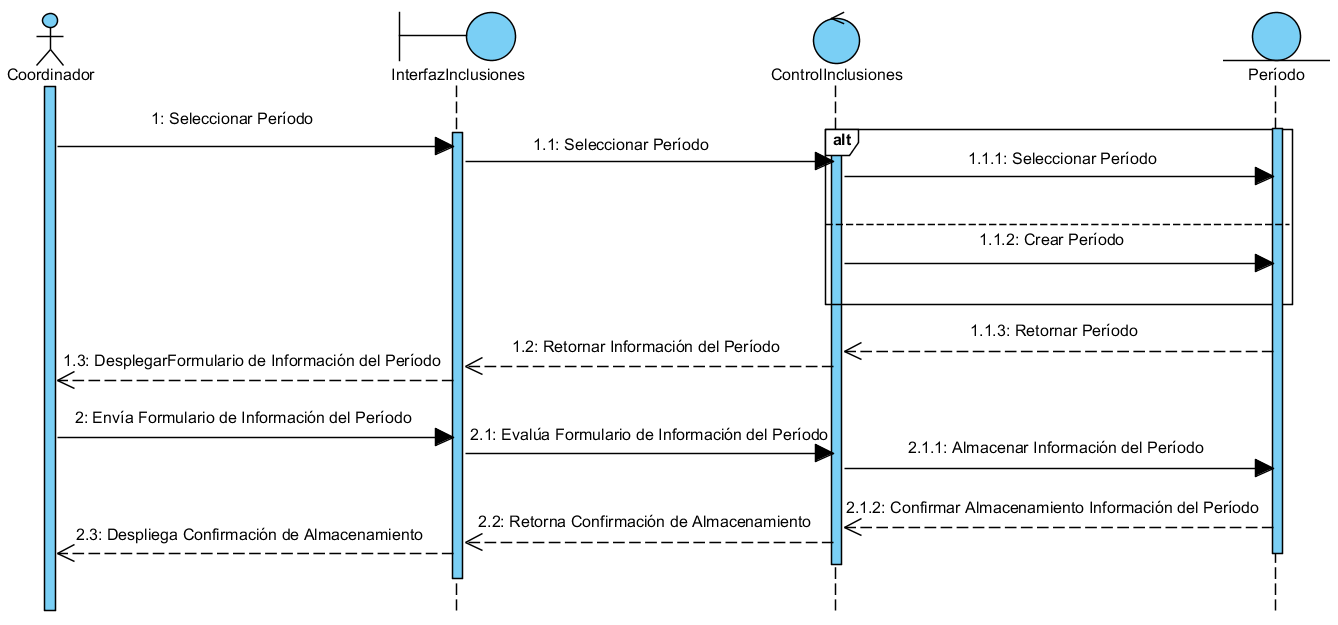 Coordinador
InterfazInclusiones
ControlInclusiones
Período
1: Seleccionar Período
1.1: Seleccionar Período
alt
1.1.1: Seleccionar Período
1.1.2: Crear Período
1.1.3: Retornar Período
1.2: Retornar Información del Período
1.3: DesplegarFormulario de Información del Período
2: Envía Formulario de Información del Período
2.1: Evalúa Formulario de Información del Período
2.1.1: Almacenar Información del Período
2.1.2: Confirmar Almacenamiento Información del Período
2.2: Retorna Confirmación de Almacenamiento
2.3: Despliega Confirmación de Almacenamiento